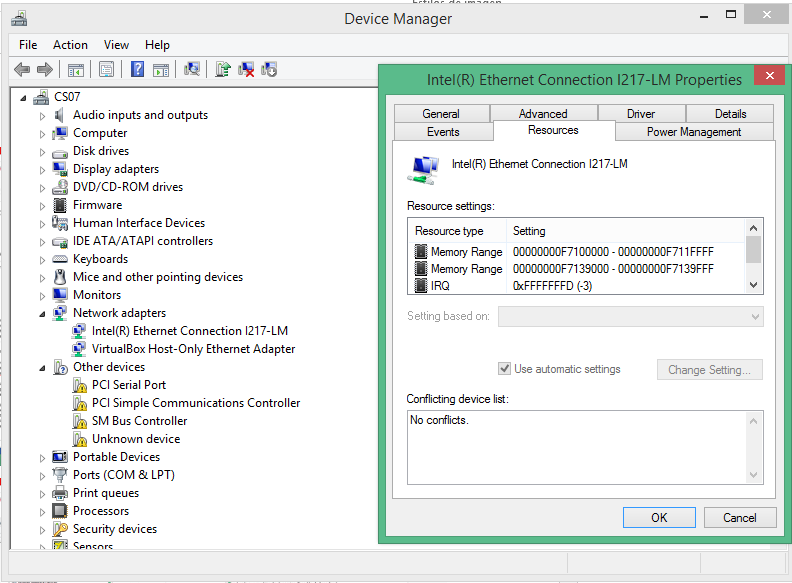 Estilos de imagen
Device Manager
File Action View Help
CS07
Audio inputs and outputs
Computer
Disk drives
Display adapters
DVD/CD-ROM drives
Firmware
Human Interface Devices
IDE ATA/ATAPI controllers
Keyboards
Mice and other pointing devices
Monitors
Network adapters
Intel(R) Ethernet Connection I217-LM
VirtualBox Host-Only Ethernet Adapter
Other devices
PCI Serial Port
PCI Simple Communications Controller
SM Bus Controller
Unknown device
Portable Devices
Ports (COM & LPT)
Print queues
Processors
Security devices
Sensors
Intel(R) Ethernet Connection I217-LM Properties
General Advanced Driver Details
Events Resources Power Management
Intel(R) Ethernet Connection I217-LM
Resource settings:
Resource type Setting
Memory Range 00000000F7100000 - 00000000F711FFFF
Memory Range 00000000F7139000 - 00000000F7139FFF
IRQ 0xFFFFFFFD (-3)
Setting based on:
Use automatic settings Change Setting...
Conflicting device list:
No conflicts.
OK Cancel